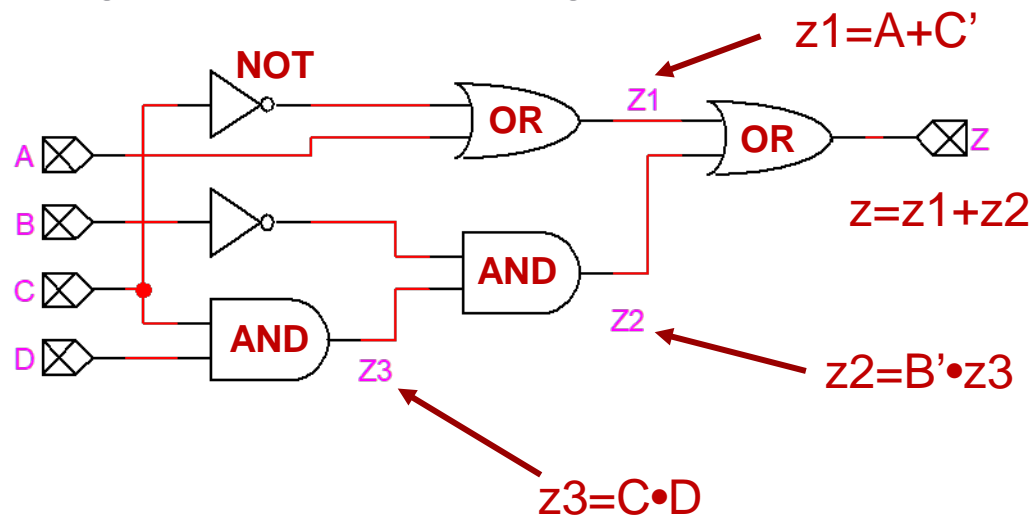 z1=A+C’
NOT
Z1
OR
OR
A
Z
B
z=z1+z2
AND
C
Z2
AND
D
Z3
z2=B’•z3
z3=C•D